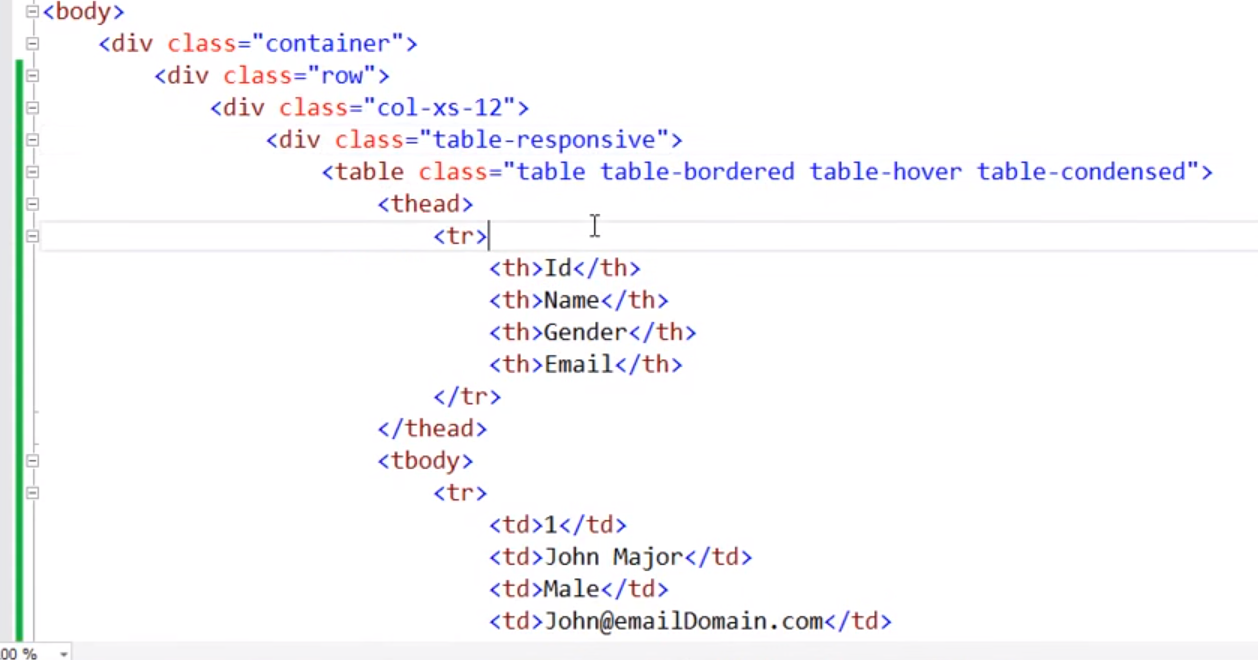 <body>
<div class="container">
<div class="row">
<div class="col-xs-12">
<div class="table-responsive">
<table class="table table-bordered table-hover table-condensed">
<thead>
<tr>
<th>Id</th>
<th>Name</th>
<th>Gender</th>
<th>Email</th>
</tr>
</thead>
<tbody>
<tr>
<td>1</td>
<td>John Major</td>
<td>Male</td>
<td>John@emailDomain.com</td>
00 %